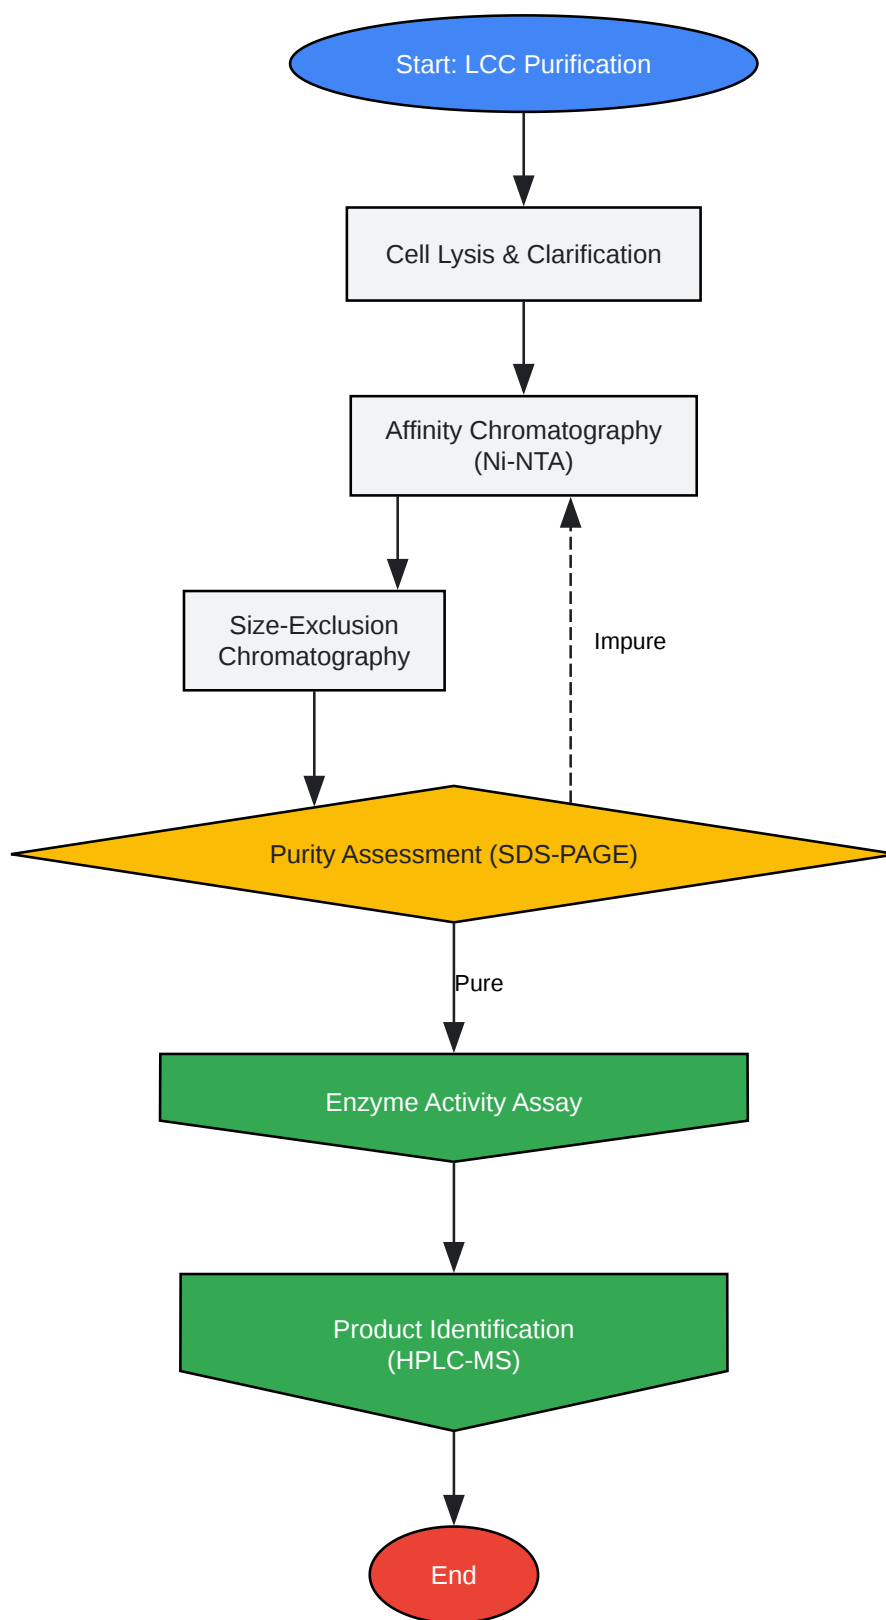 Start: LCC Purification
Cell Lysis & Clarification
Affinity Chromatography
(Ni-NTA)
Size-Exclusion
Chromatography
Impure
Purity Assessment (SDS-PAGE)
Pure
Enzyme Activity Assay
Product Identification
(HPLC-MS)
End